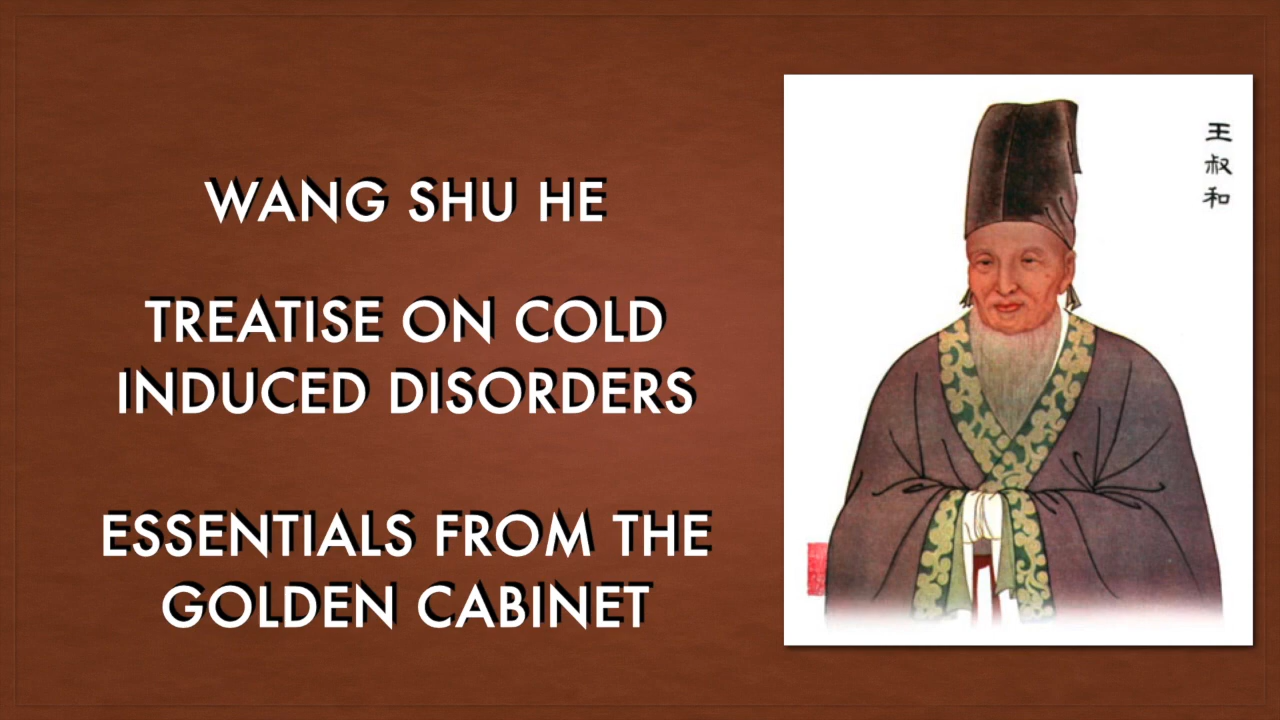 WANG SHU HE
TREATISE ON COLD
INDUCED DISORDERS
ESSENTIALS FROM THE
GOLDEN CABINET
王叔和